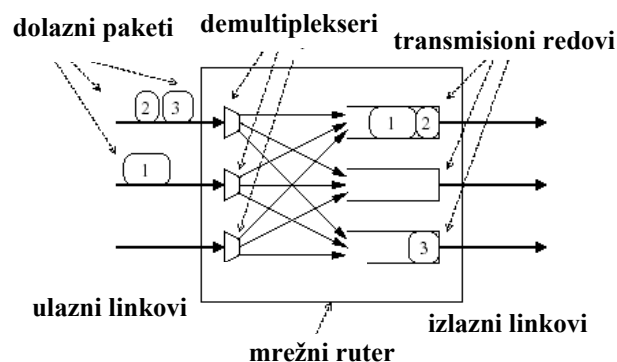 dolazni paketi
demultiplekseri
transmisioni redovi
2 3
1 2
1
3
ulazni linkovi
izlazni linkovi
mrežni ruter